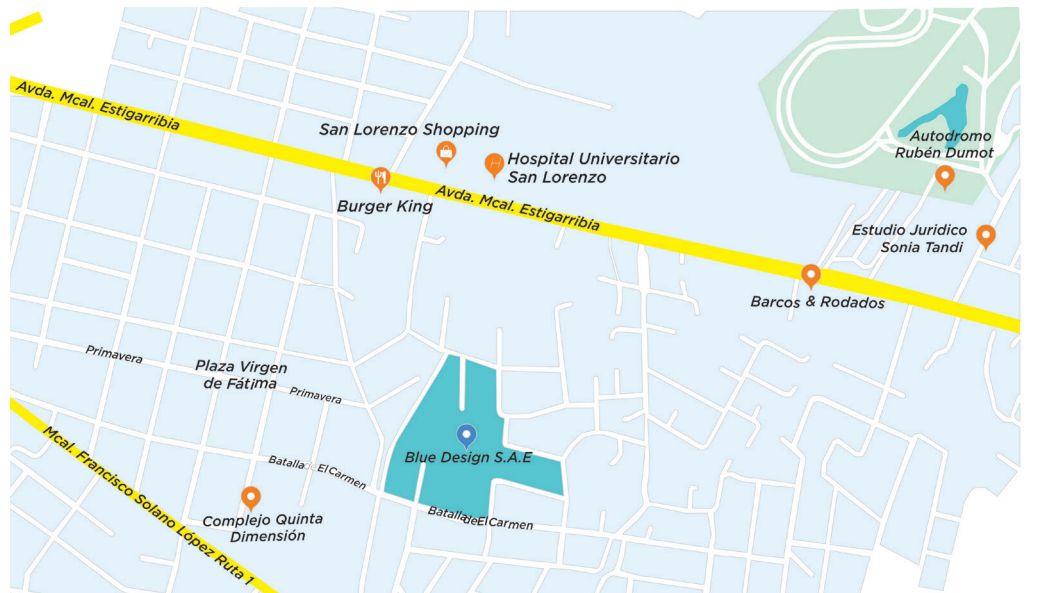 Avda. Mcal. Estigarribia
San Lorenzo Shopping
Hospital Universitario
San Lorenzo
Autodromo
Rubén Dumot
Burger King
Avda. Mcal. Estigarribia
Estudio Juridico
Sonia Tandi
Barcos & Rodados
Primavera
Plaza Virgen
de Fátima
Primavera
Blue Design S.A.E
Batalla de El Carmen
Mcal. Francisco Solano López Ruta 1
Complejo Quinta
Dimensión
Batalla de El Carmen